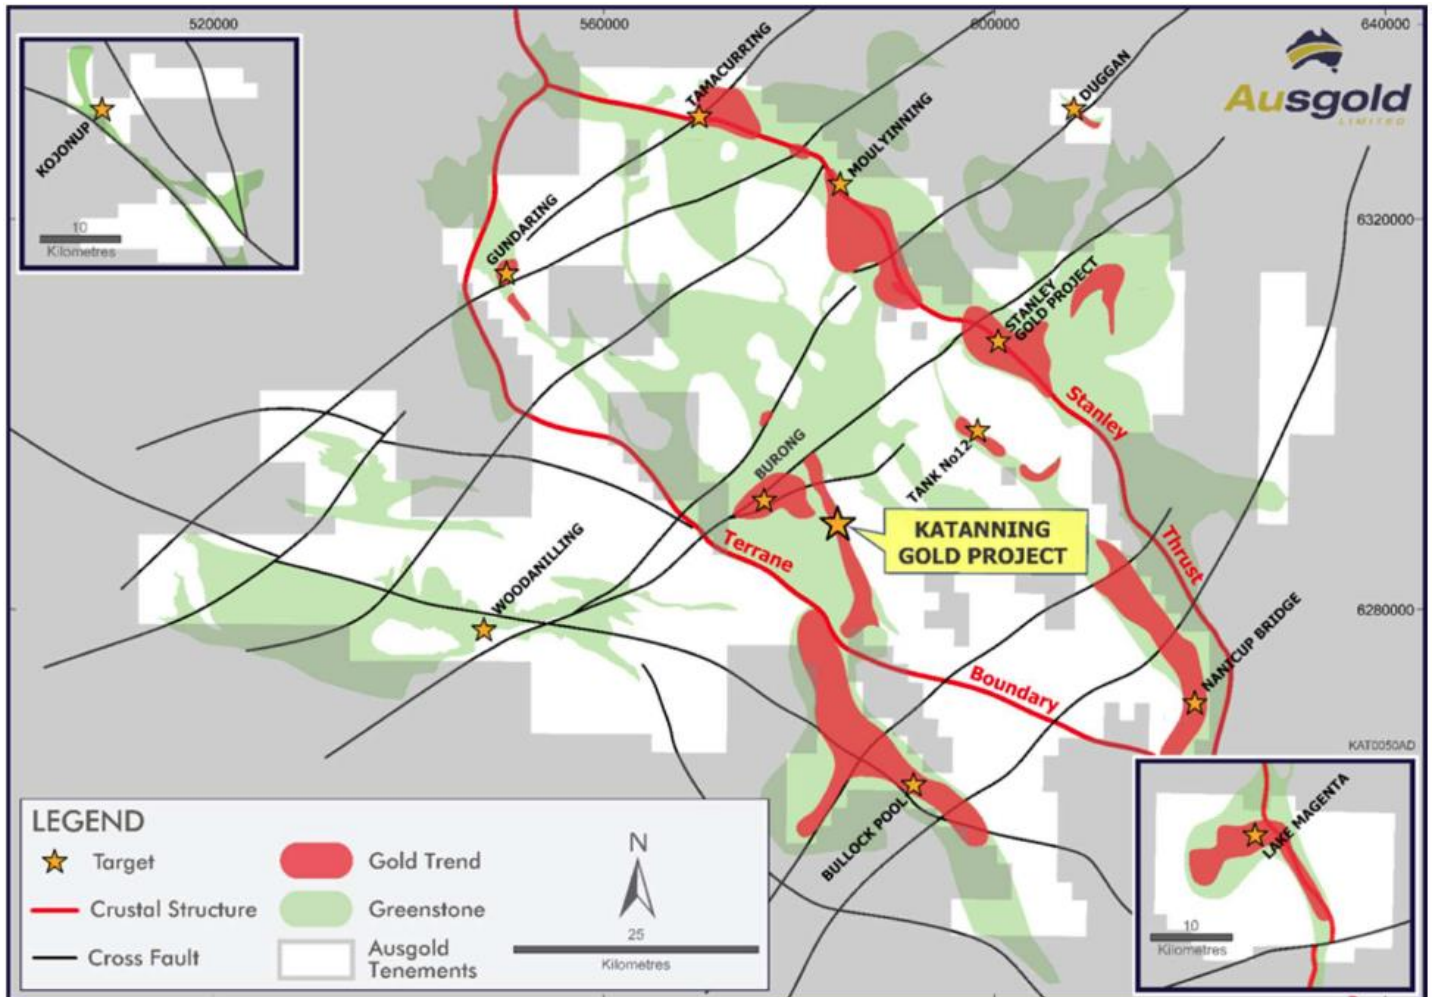 520000
560000
600000
640000
KOJONUP
10
Kilometres
TAMACURRING
MOULYINNING
DUGGAN
Ausgold
LIMITED
6320000
GUNDARING
STANLEY
GOLD PROJECT
Stanley
BURONG
TANK No12
KATANNING
GOLD PROJECT
Terrane
Thrust
WOODANILLING
6280000
NANICUP BRIDGE
Boundary
KAT0050AD
BULLOCK POOL
LEGEND
Target
Crustal Structure
Cross Fault
Gold Trend
Greenstone
Ausgold
Tenements
N
25
Kilometres
LAKE MAGENTA
10
Kilometres